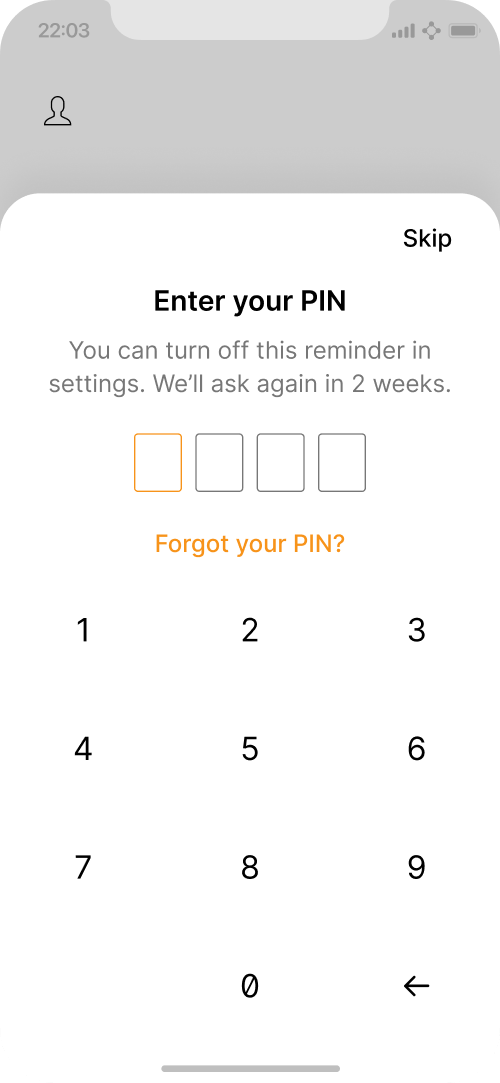 22:03
Skip
Enter your PIN
You can turn off this reminder in
settings. We’ll ask again in 2 weeks.
Forgot your PIN?
1 2 3
4 5 6
7 8 9
0